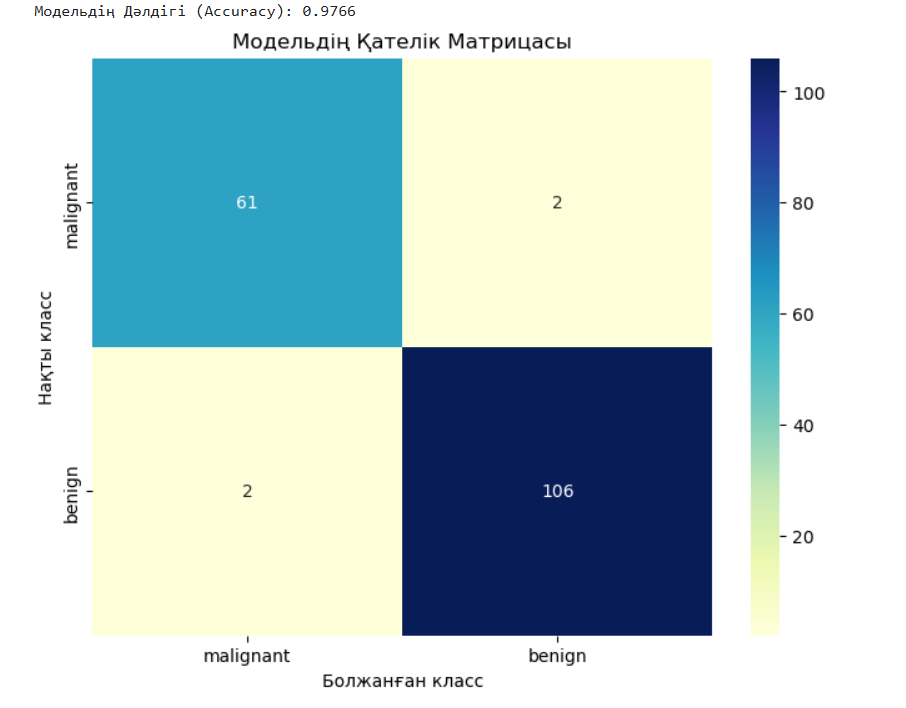 Модельдің Дәлдігі (Accuracy): 0.9766
Модельдің Қателік Матрицасы
Нақты класс
malignant
benign
61
2
2
106
malignant
benign
Болжанған класс
100
80
60
40
20